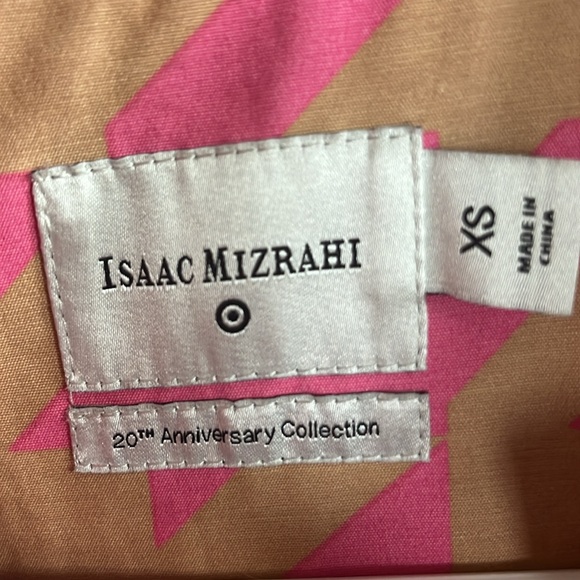 ISAAC MIZRAHI
20TH Anniversary Collection
XS
MADE IN
CHINA